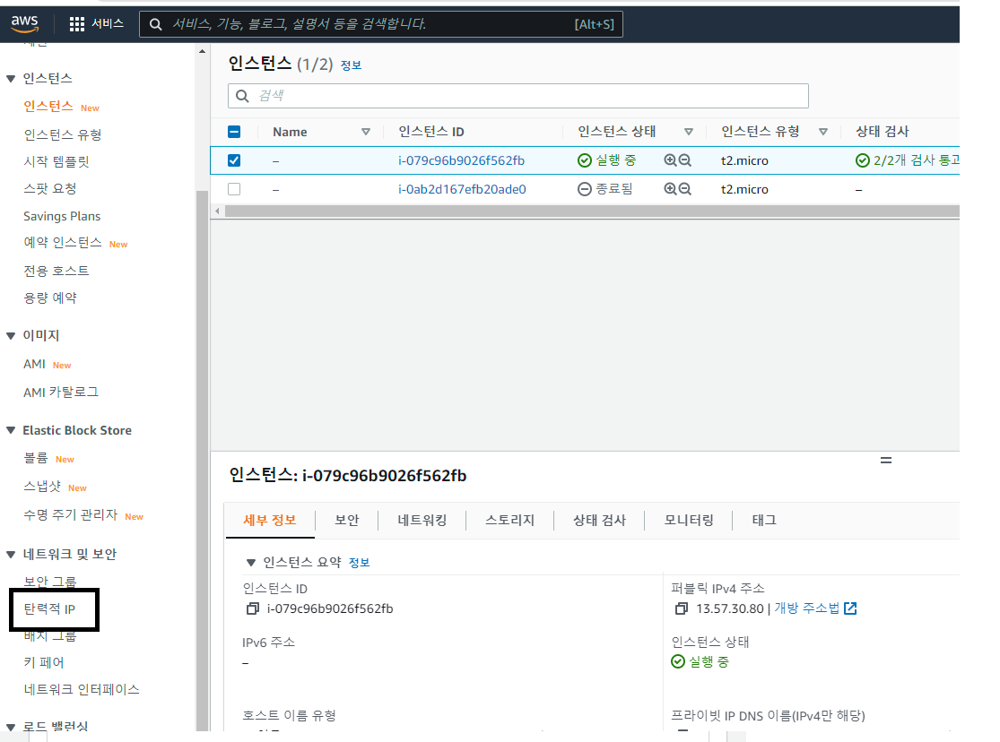 aws 서비스 서비스, 기능, 블로그, 설명서 등을 검색합니다. [Alt+S]
인스턴스
인스턴스 New
인스턴스 유형
시작 템플릿
스팟 요청
Savings Plans
예약 인스턴스 New
전용 호스트
용량 예약
이미지
AMI New
AMI 카탈로그
Elastic Block Store
볼륨 New
스냅샷 New
수명 주기 관리자 New
네트워크 및 보안
보안 그룹
탄력적 IP
배치 그룹
키 페어
네트워크 인터페이스
로드 밸런싱
인스턴스 (1/2) 정보
검색
Name 인스턴스 ID 인스턴스 상태 인스턴스 유형 상태 검사
– i-079c96b9026f562fb 실행 중 t2.micro 2/2개 검사 통과
– i-0ab2d167efb20ade0 종료됨 t2.micro –
인스턴스: i-079c96b9026f562fb
세부 정보 보안 네트워킹 스토리지 상태 검사 모니터링 태그
인스턴스 요약 정보
인스턴스 ID
i-079c96b9026f562fb
퍼블릭 IPv4 주소
13.57.30.80 | 개방 주소법
IPv6 주소
–
인스턴스 상태
실행 중
호스트 이름 유형
프라이빗 IP DNS 이름(IPv4만 해당)